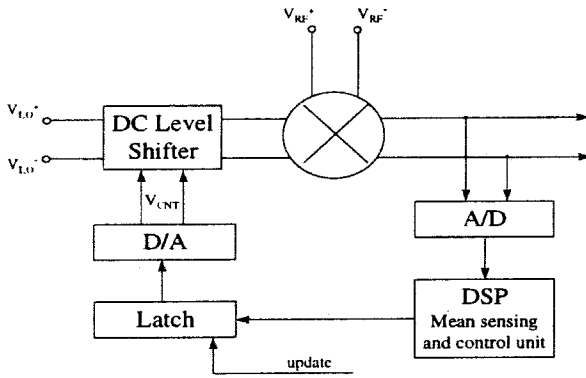 V_RF⁺ V_RF⁻
V_LO⁺
V_LO⁻
DC Level
Shifter
V_CNT
D/A
A/D
Latch
DSP
Mean sensing
and control unit
update